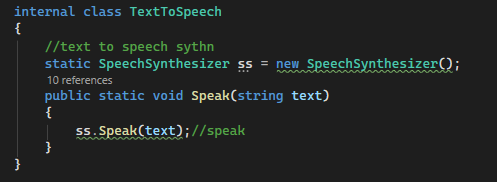 internal class TextToSpeech
{
    //text to speech sythn
    static SpeechSynthesizer ss = new SpeechSynthesizer();
    10 references
    public static void Speak(string text)
    {
        ss.Speak(text);//speak
    }
}